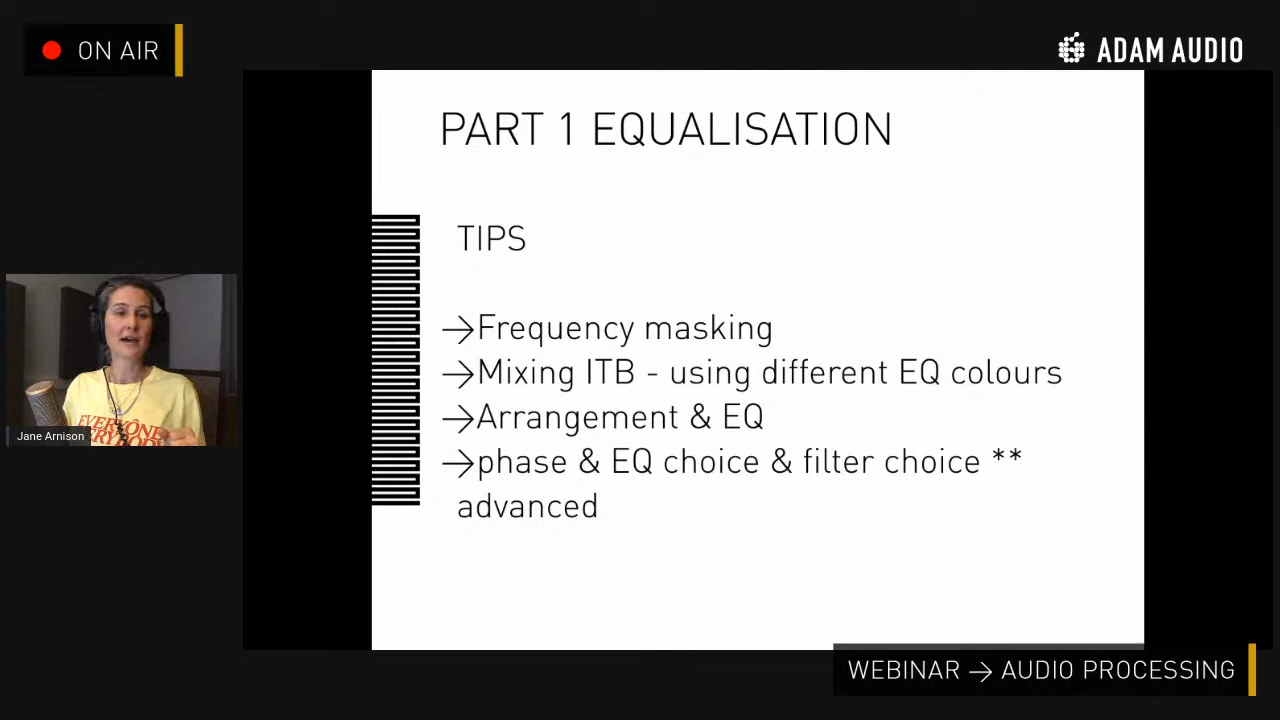 ON AIR
ADAM AUDIO
PART 1 EQUALISATION
TIPS
→Frequency masking
→Mixing ITB - using different EQ colours
→Arrangement & EQ
→phase & EQ choice & filter choice **
advanced
EVERYONE
Jane Arnison
WEBINAR → AUDIO PROCESSING